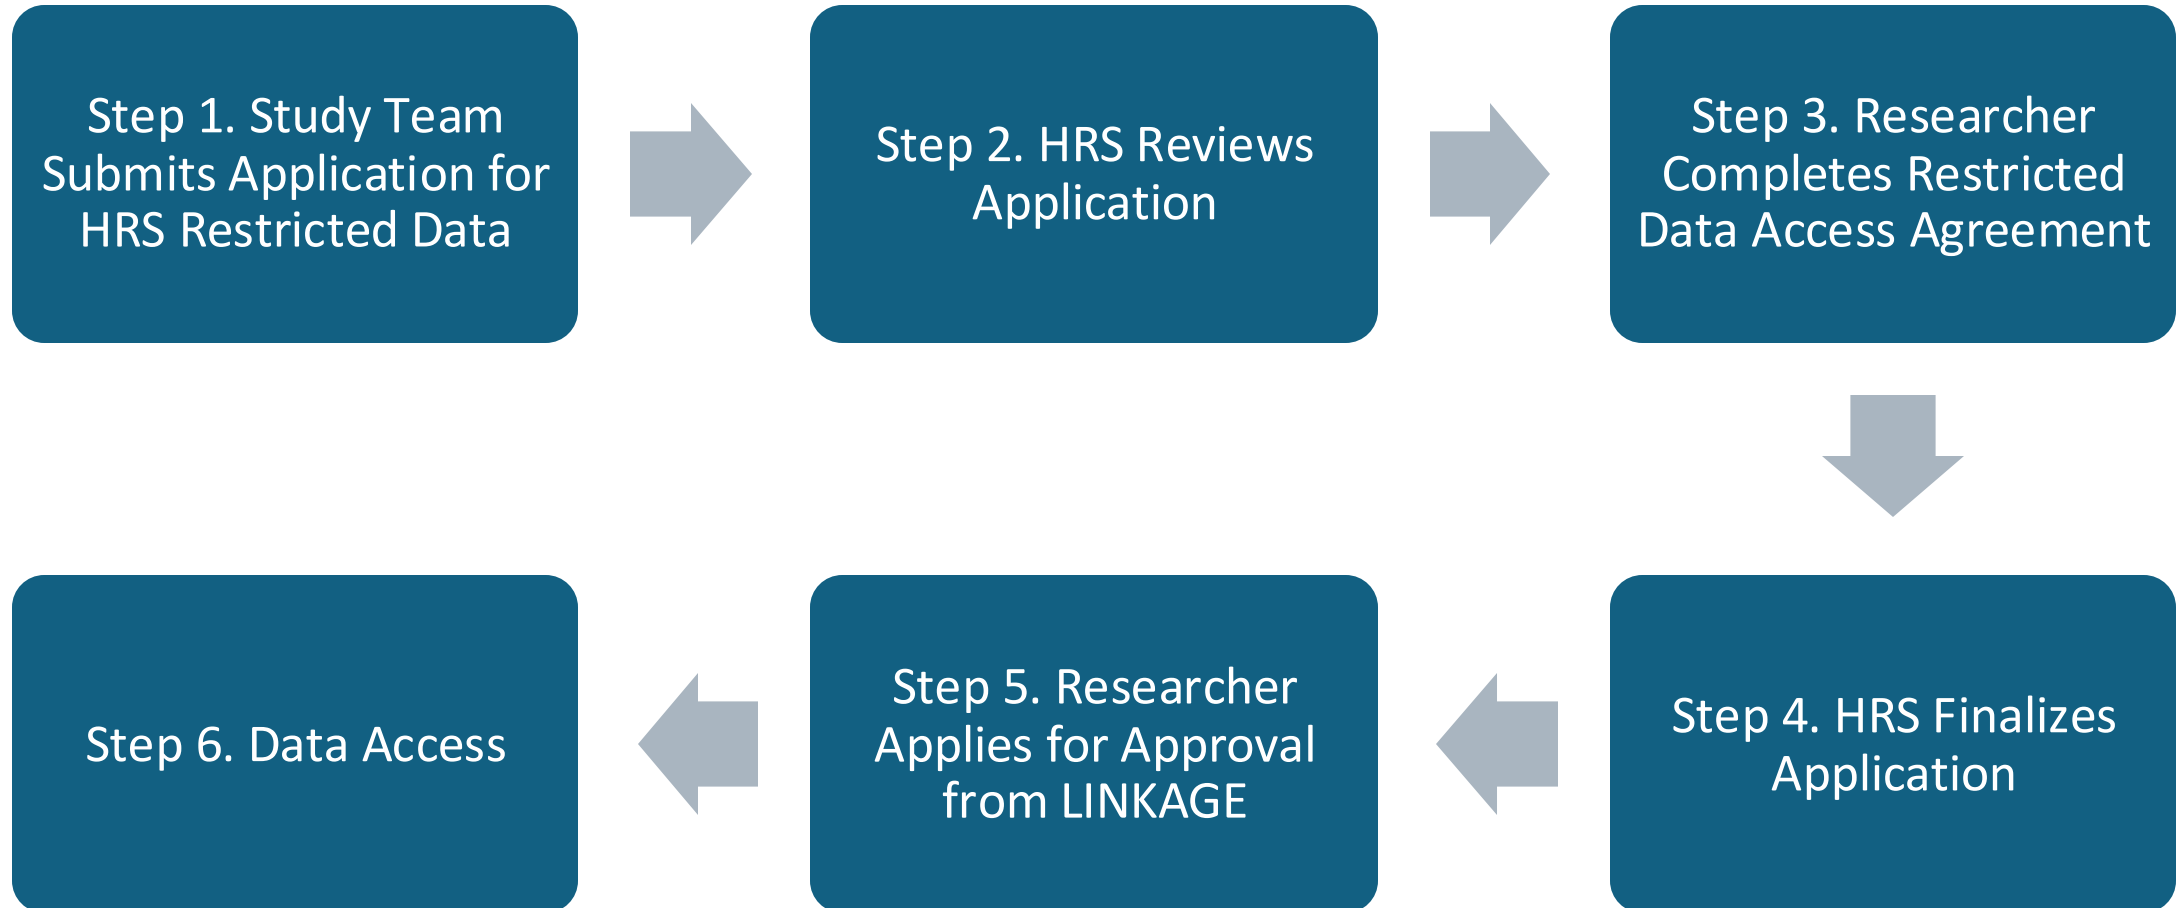 Step 1. Study Team
Submits Application for
HRS Restricted Data
Step 2. HRS Reviews
Application
Step 3. Researcher
Completes Restricted
Data Access Agreement
Step 4. HRS Finalizes
Application
Step 5. Researcher
Applies for Approval
from LINKAGE
Step 6. Data Access